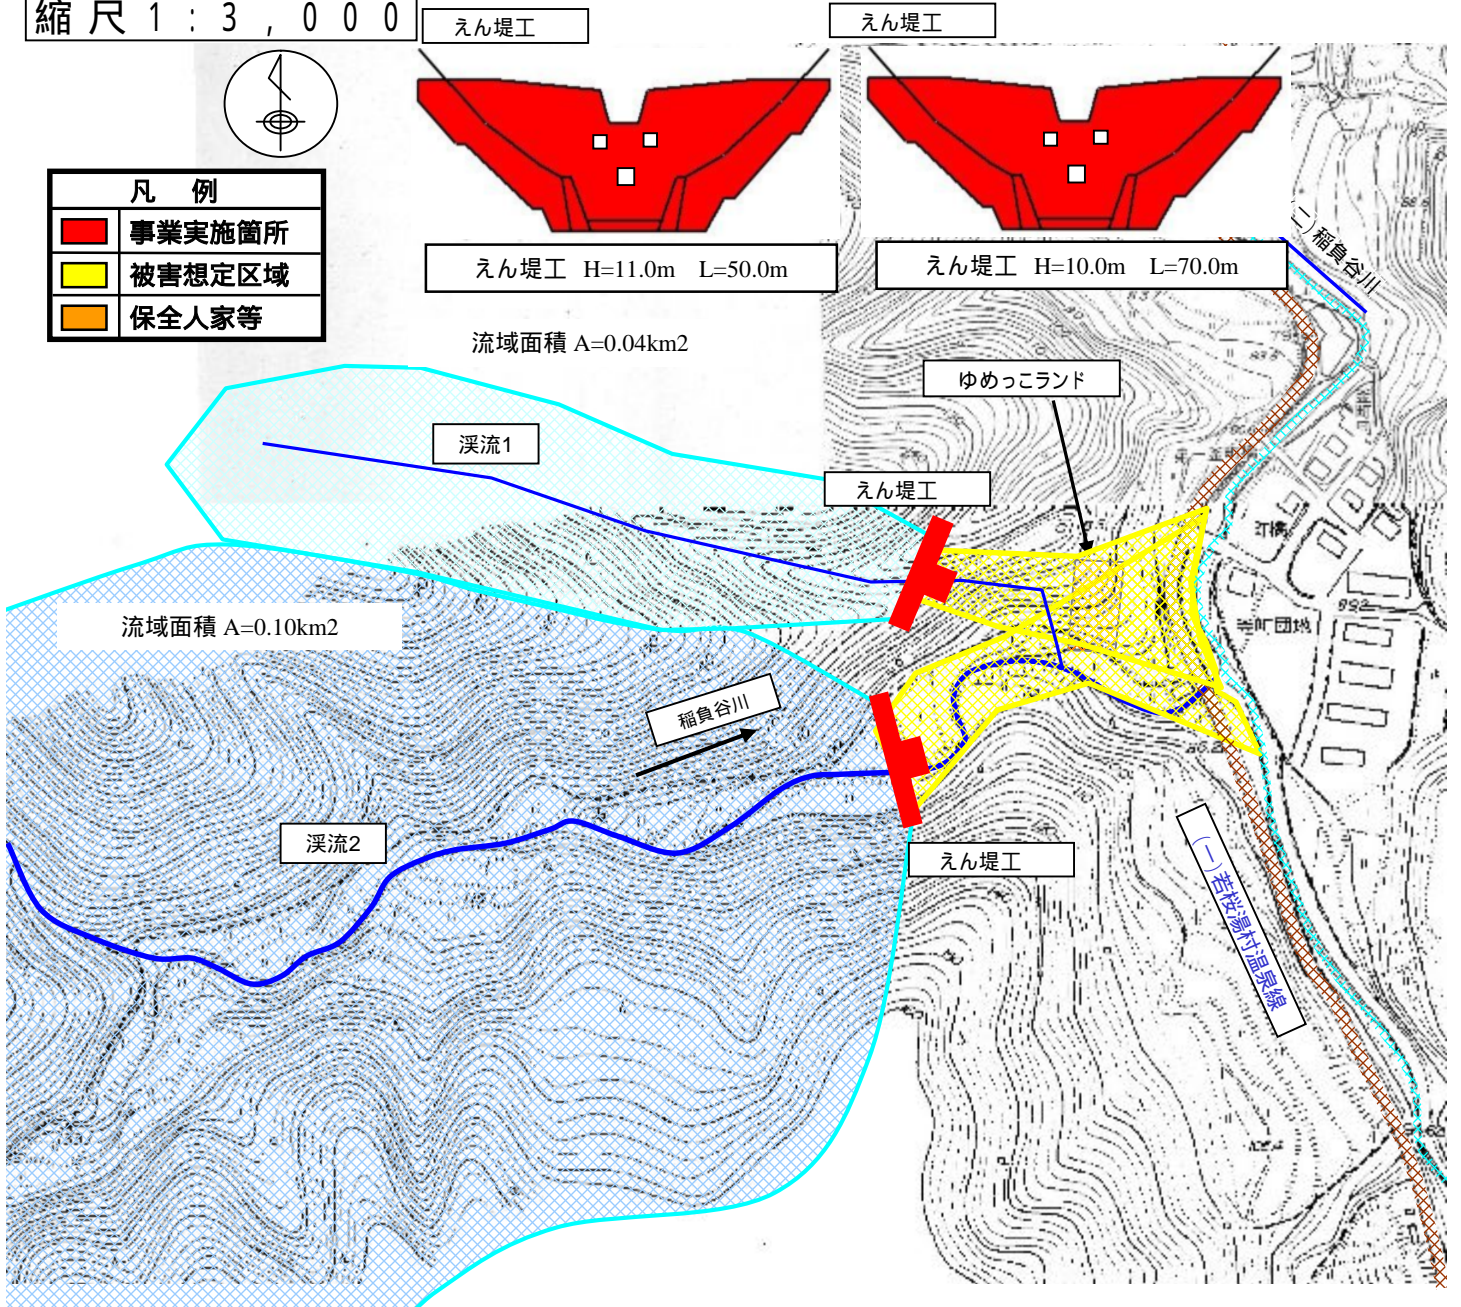 縮尺1:3,000
えん堤工
えん堤工
凡 例
事業実施箇所
被害想定区域
保全人家等
えん堤工 H=11.0m L=50.0m
えん堤工 H=10.0m L=70.0m
(二)稲負谷川
流域面積 A=0.04km2
ゆめっこランド
渓流1
えん堤工
流域面積 A=0.10km2
稲負谷川
渓流2
えん堤工
(一)若桜湯村温泉線